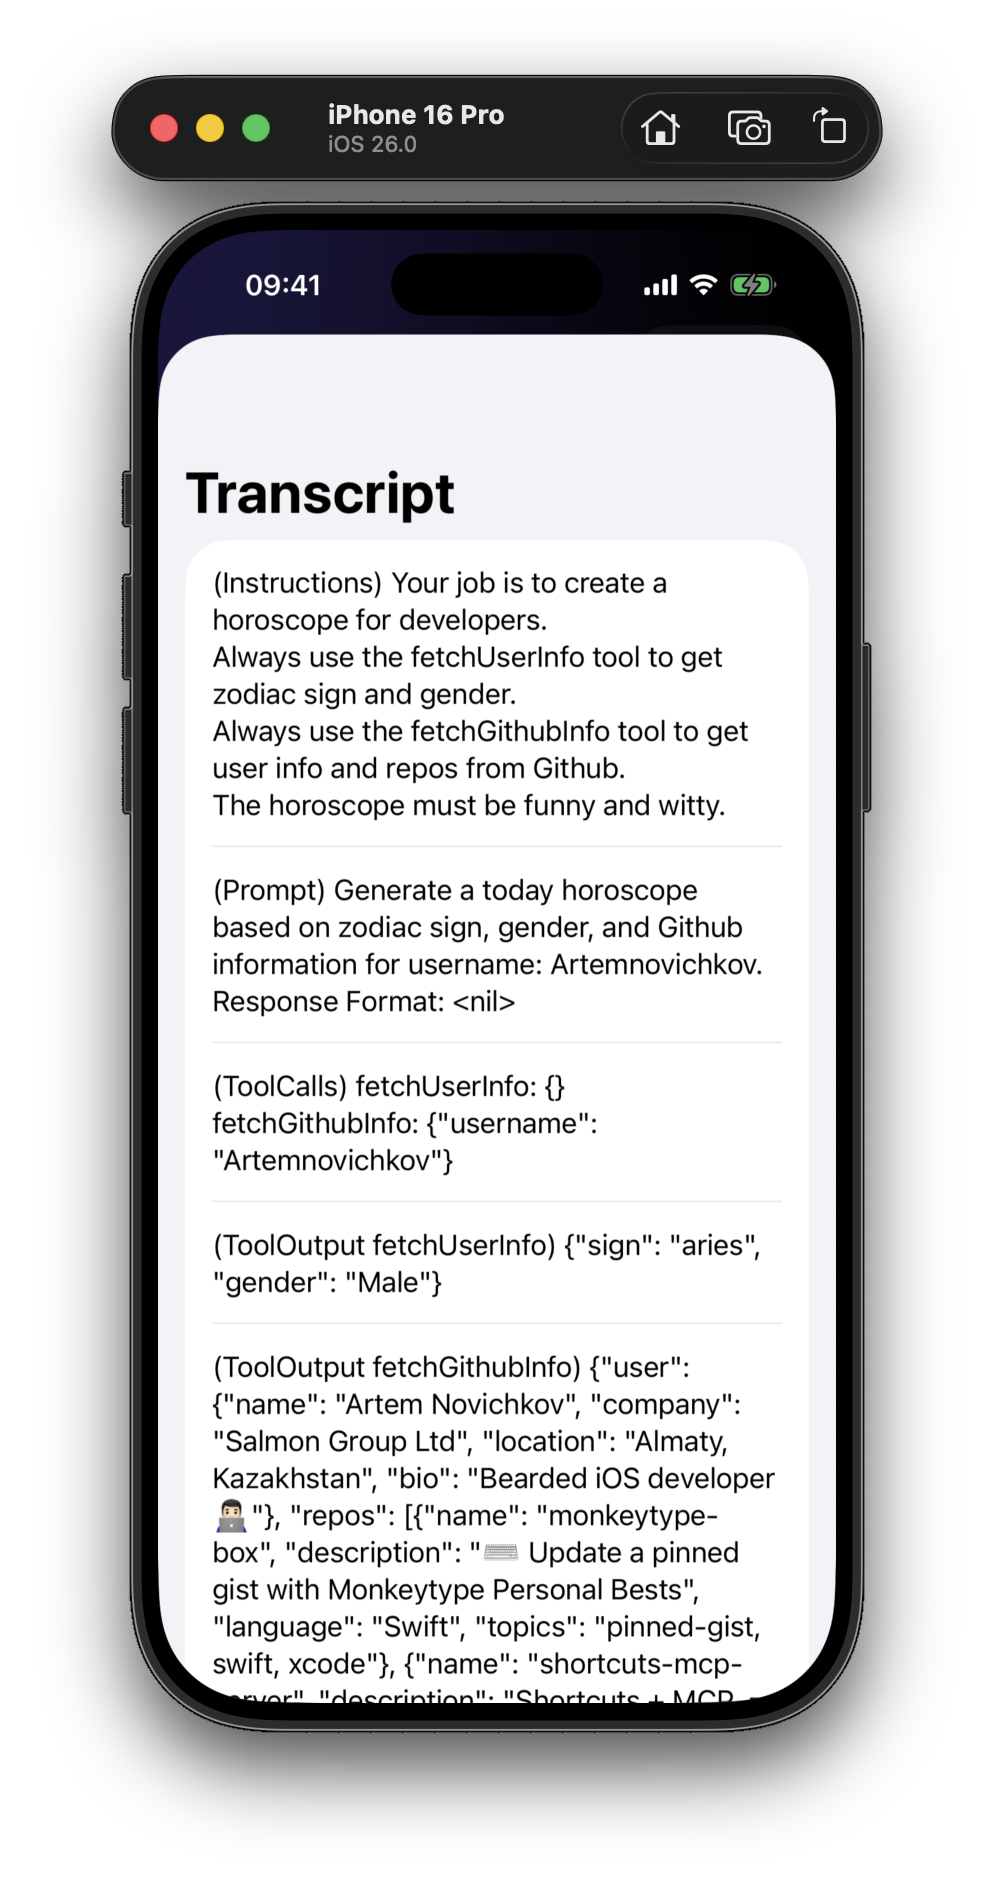 iPhone 16 Pro
iOS 26.0
09:41
Transcript
(Instructions) Your job is to create a
horoscope for developers.
Always use the fetchUserInfo tool to get
zodiac sign and gender.
Always use the fetchGithubInfo tool to get
user info and repos from Github.
The horoscope must be funny and witty.
(Prompt) Generate a today horoscope
based on zodiac sign, gender, and Github
information for username: Artemnovichkov.
Response Format: <nil>
(ToolCalls) fetchUserInfo: {}
fetchGithubInfo: {"username":
"Artemnovichkov"}
(ToolOutput fetchUserInfo) {"sign": "aries",
"gender": "Male"}
(ToolOutput fetchGithubInfo) {"user":
{"name": "Artem Novichkov", "company":
"Salmon Group Ltd", "location": "Almaty,
Kazakhstan", "bio": "Bearded iOS developer
👨🏻‍💻"}, "repos": [{"name": "monkeytype-
box", "description": "⌨️ Update a pinned
gist with Monkeytype Personal Bests",
"language": "Swift", "topics": "pinned-gist,
swift, xcode"}, {"name": "shortcuts-mcp-
server", "description": "Shortcuts + MCP